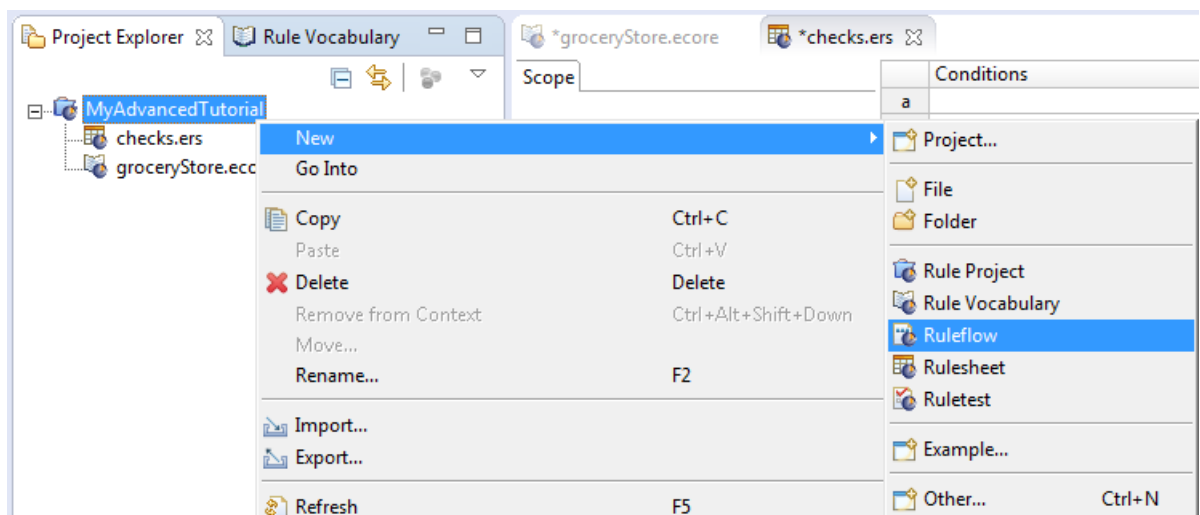 Project Explorer Rule Vocabulary *groceryStore.ecore *checks.ers
Scope Conditions
a
MyAdvancedTutorial
checks.ers
groceryStore.ecc
New
Go Into
Copy Ctrl+C
Paste Ctrl+V
Delete Delete
Remove from Context Ctrl+Alt+Shift+Down
Move...
Rename... F2
Import...
Export...
Refresh F5
Project...
File
Folder
Rule Project
Rule Vocabulary
Ruleflow
Rulesheet
Ruletest
Example...
Other... Ctrl+N